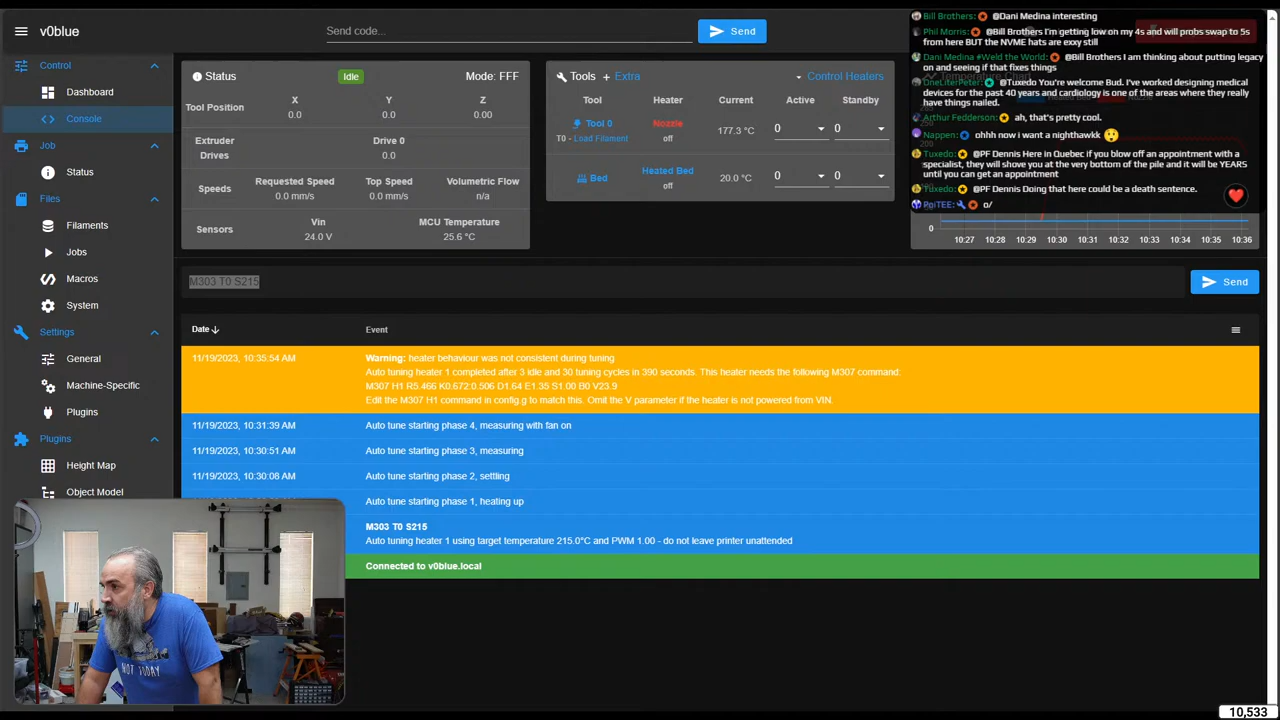 v0blue
Send code...
Send
Control
Dashboard
Console
Job
Status
Files
Filaments
Jobs
Macros
System
Settings
General
Machine-Specific
Plugins
Plugins
Height Map
Object Model
Status
Idle
Mode: FFF
Tool Position
X
Y
Z
0.0
0.0
0.00
Extruder Drives
Drive 0
0.0
Speeds
Requested Speed
Top Speed
Volumetric Flow
0.0 mm/s
0.0 mm/s
n/a
Sensors
Vin
MCU Temperature
24.0 V
25.6 °C
Tools + Extra
Control Heaters
Tool
Heater
Current
Active
Standby
Tool 0
T0 - Load Filament
Nozzle
off
177.3 °C
0
0
Bed
Heated Bed
off
20.0 °C
0
0
Bill Brothers: @Dani Medina interesting
Phil Morris: @Bill Brothers I'm getting low on my 4s and will probs swap to 5s
from here BUT the NVME hats are exxy still
Dani Medina #Weld the World: @Bill Brothers I am thinking about putting legacy
on and seeing if that fixes things
OneLiterPeter: @Tuxedo You're welcome Bud. I've worked designing medical
devices for the past 40 years and cardiology is one of the areas where they really
have things nailed.
Arthur Fedderson: ah, that's pretty cool.
Nappen: ohhh now i want a nighthawkk
Tuxedo: @PF Dennis Here in Quebec if you blow off an appointment with a
specialist, they will shove you at the very bottom of the pile and it will be YEARS
until you can get an appointment
Tuxedo: @PF Dennis Doing that here could be a death sentence.
PoiTEE: o/
Temperature Chart
250
200
0
10:27 10:28 10:29 10:30 10:31 10:32 10:33 10:34 10:35 10:36
M303 T0 S215
Send
Date
Event
11/19/2023, 10:35:54 AM
Warning: heater behaviour was not consistent during tuning
Auto tuning heater 1 completed after 3 idle and 30 tuning cycles in 390 seconds. This heater needs the following M307 command:
M307 H1 R5.466 K0.672:0.506 D1.64 E1.35 S1.00 B0 V23.9
Edit the M307 H1 command in config.g to match this. Omit the V parameter if the heater is not powered from VIN.
11/19/2023, 10:31:39 AM
Auto tune starting phase 4, measuring with fan on
11/19/2023, 10:30:51 AM
Auto tune starting phase 3, measuring
11/19/2023, 10:30:08 AM
Auto tune starting phase 2, settling
Auto tune starting phase 1, heating up
M303 T0 S215
Auto tuning heater 1 using target temperature 215.0°C and PWM 1.00 - do not leave printer unattended
Connected to v0blue.local
NOT TODAY
10,533